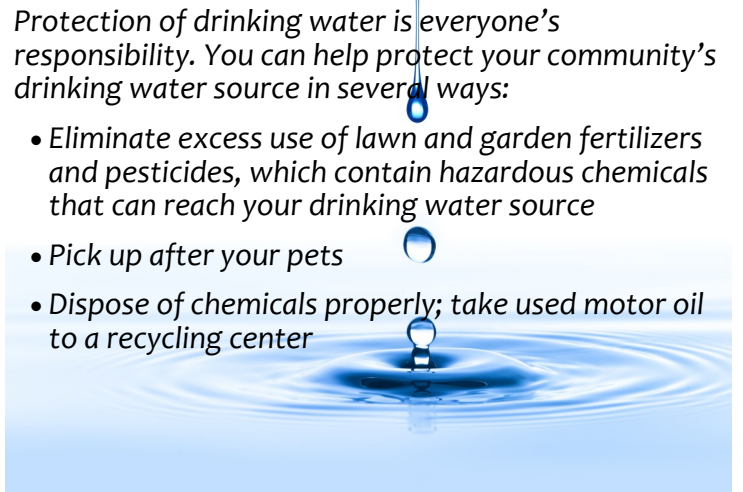 Protection of drinking water is everyone’s
responsibility. You can help protect your community’s
drinking water source in several ways:
• Eliminate excess use of lawn and garden fertilizers
and pesticides, which contain hazardous chemicals
that can reach your drinking water source
• Pick up after your pets
• Dispose of chemicals properly; take used motor oil
to a recycling center